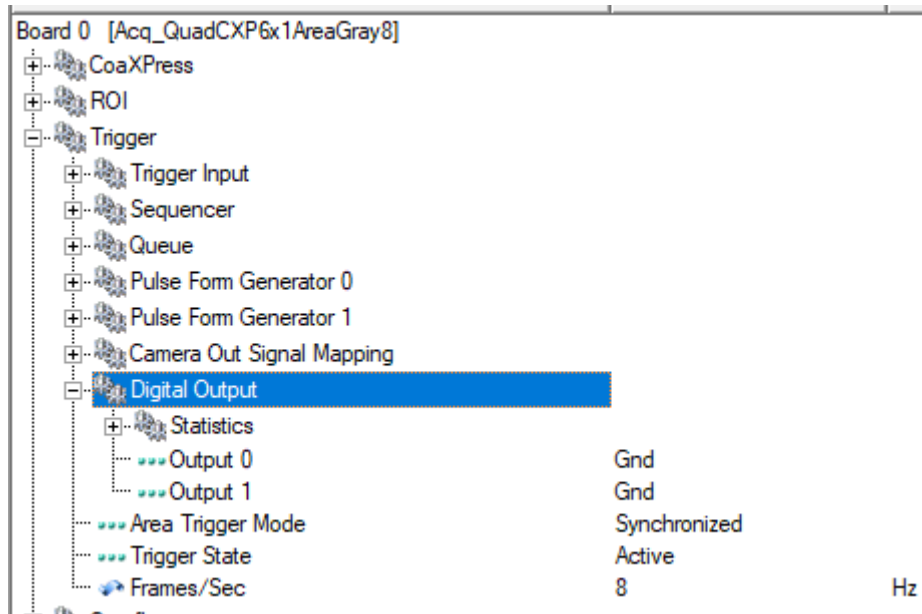 Board 0 [Acq_QuadCXP6x1AreaGray8]
CoaXPress
ROI
Trigger
Trigger Input
Sequencer
Queue
Pulse Form Generator 0
Pulse Form Generator 1
Camera Out Signal Mapping
Digital Output
Statistics
Output 0 Gnd
Output 1 Gnd
Area Trigger Mode Synchronized
Trigger State Active
Frames/Sec 8 Hz